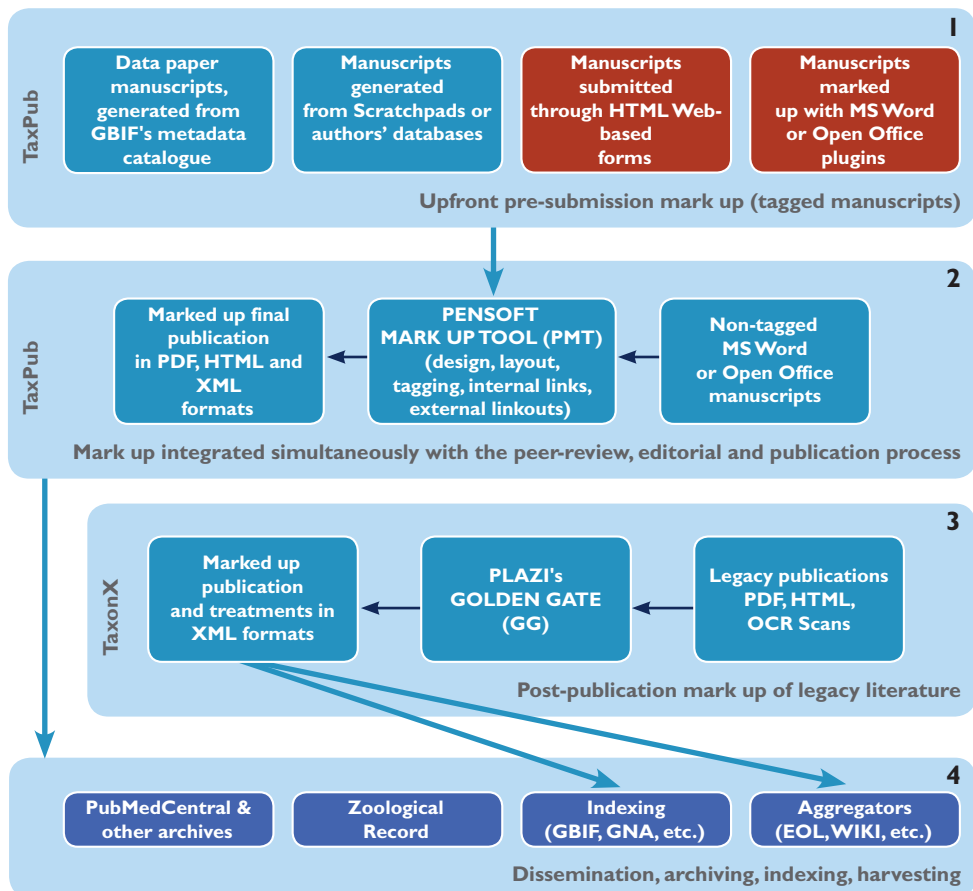 1
TaxPub
Data paper
manuscripts,
generated from
GBIF's metadata
catalogue
Manuscripts
generated
from Scratchpads or
authors' databases
Manuscripts
submitted
through HTML Web-
based
forms
Manuscripts
marked
up with MS Word
or Open Office
plugins
Upfront pre-submission mark up (tagged manuscripts)
2
TaxPub
Marked up final
publication
in PDF, HTML and
XML
formats
PENSOFT
MARK UP TOOL (PMT)
(design, layout,
tagging, internal links,
external linkouts)
Non-tagged
MS Word
or Open Office
manuscripts
Mark up integrated simultaneously with the peer-review, editorial and publication process
3
TaxonX
Marked up
publication
and treatments in
XML formats
PLAZI's
GOLDEN GATE
(GG)
Legacy publications
PDF, HTML,
OCR Scans
Post-publication mark up of legacy literature
4
PubMedCentral &
other archives
Zoological
Record
Indexing
(GBIF, GNA, etc.)
Aggregators
(EOL, WIKI, etc.)
Dissemination, archiving, indexing, harvesting